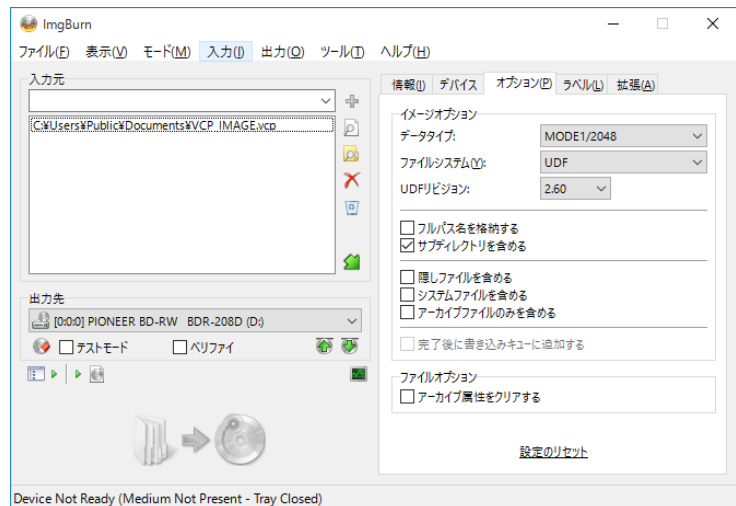 ImgBurn
ファイル(F) 表示(V) モード(M) 入力(I) 出力(O) ツール(T) ヘルプ(H)
入力元
C:¥Users¥Public¥Documents¥VCP_IMAGE.vcp
出力先
[0:0:0] PIONEER BD-RW BDR-208D (D:)
テストモード ベリファイ
情報(I) デバイス オプション(P) ラベル(L) 拡張(A)
イメージオプション
データタイプ: MODE1/2048
ファイルシステム(Y): UDF
UDFリビジョン: 2.60
フルパス名を格納する
サブディレクトリを含める
隠しファイルを含める
システムファイルを含める
アーカイブファイルのみを含める
完了後に書き込みキューに追加する
ファイルオプション
アーカイブ属性をクリアする
設定のリセット
Device Not Ready (Medium Not Present - Tray Closed)